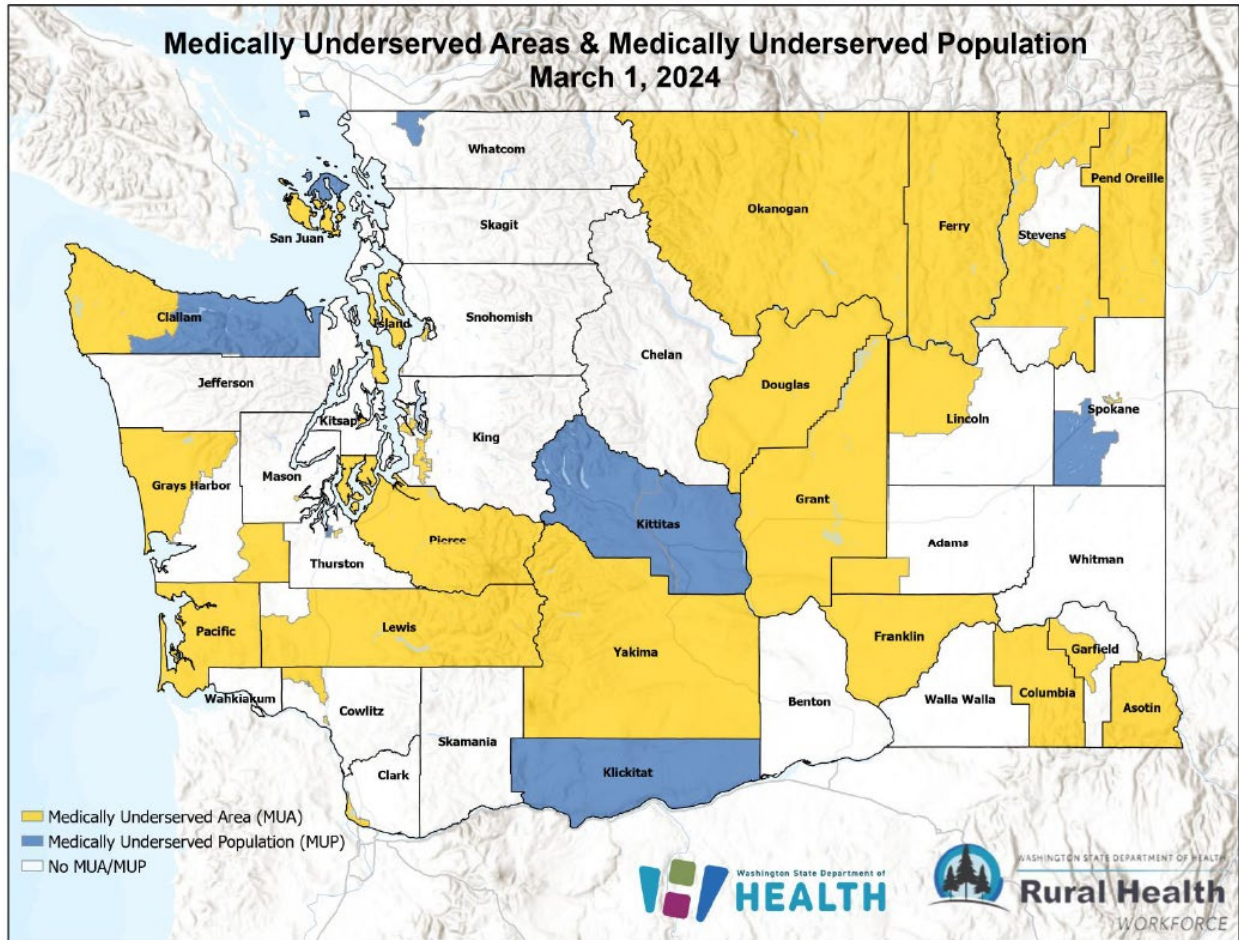 Medically Underserved Areas & Medically Underserved Population
March 1, 2024
Whatcom
Skagit
San Juan
Island
Snohomish
Clallam
Jefferson
Kitsap
King
Chelan
Okanogan
Ferry
Stevens
Pend Oreille
Douglas
Lincoln
Spokane
Grays Harbor
Mason
Kittitas
Grant
Adams
Whitman
Thurston
Pierce
Pacific
Lewis
Yakima
Franklin
Garfield
Columbia
Asotin
Walla Walla
Benton
Wahkiakum
Cowlitz
Skamania
Clark
Klickitat
Medically Underserved Area (MUA)
Medically Underserved Population (MUP)
No MUA/MUP
Washington State Department of
HEALTH
WASHINGTON STATE DEPARTMENT OF HEALTH
Rural Health
WORKFORCE